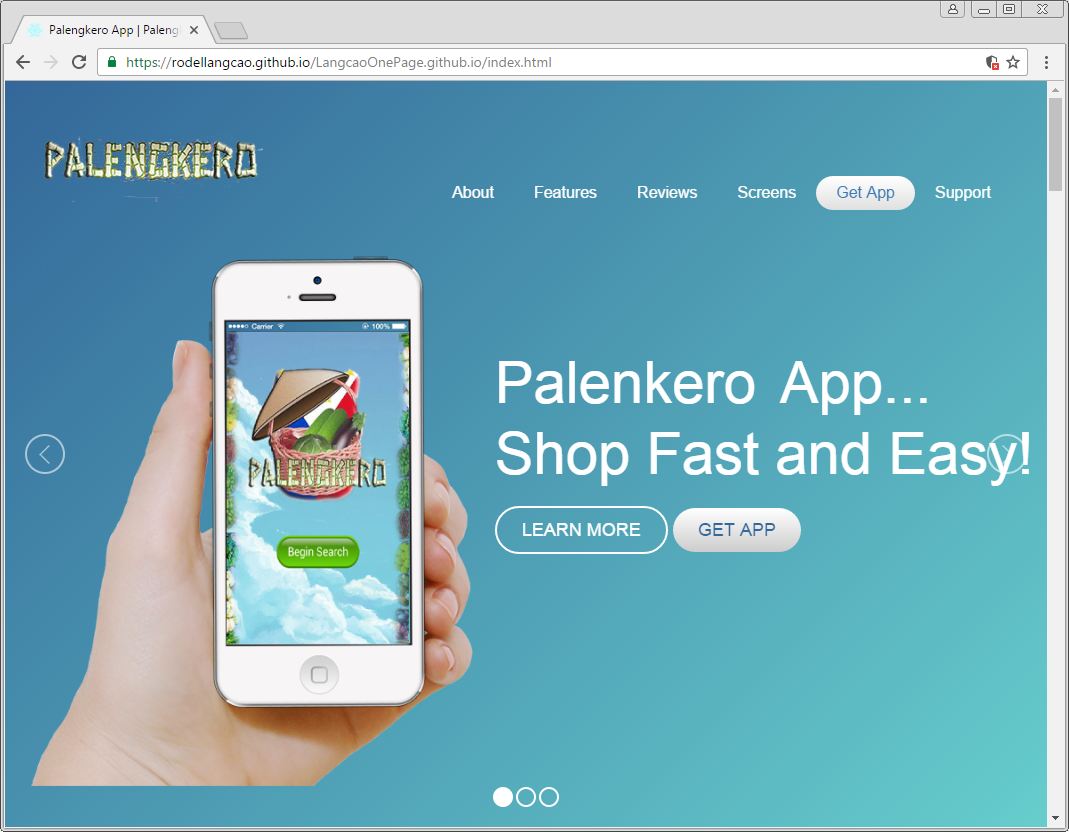 Palengkero App | Paleng
https://rodellangcao.github.io/LangcaoOnePage.github.io/index.html
PALENGKERO
About Features Reviews Screens Get App Support
Carrier 100%
PALENGKERO
Begin Search
Palenkero App...
Shop Fast and Easy!
LEARN MORE GET APP